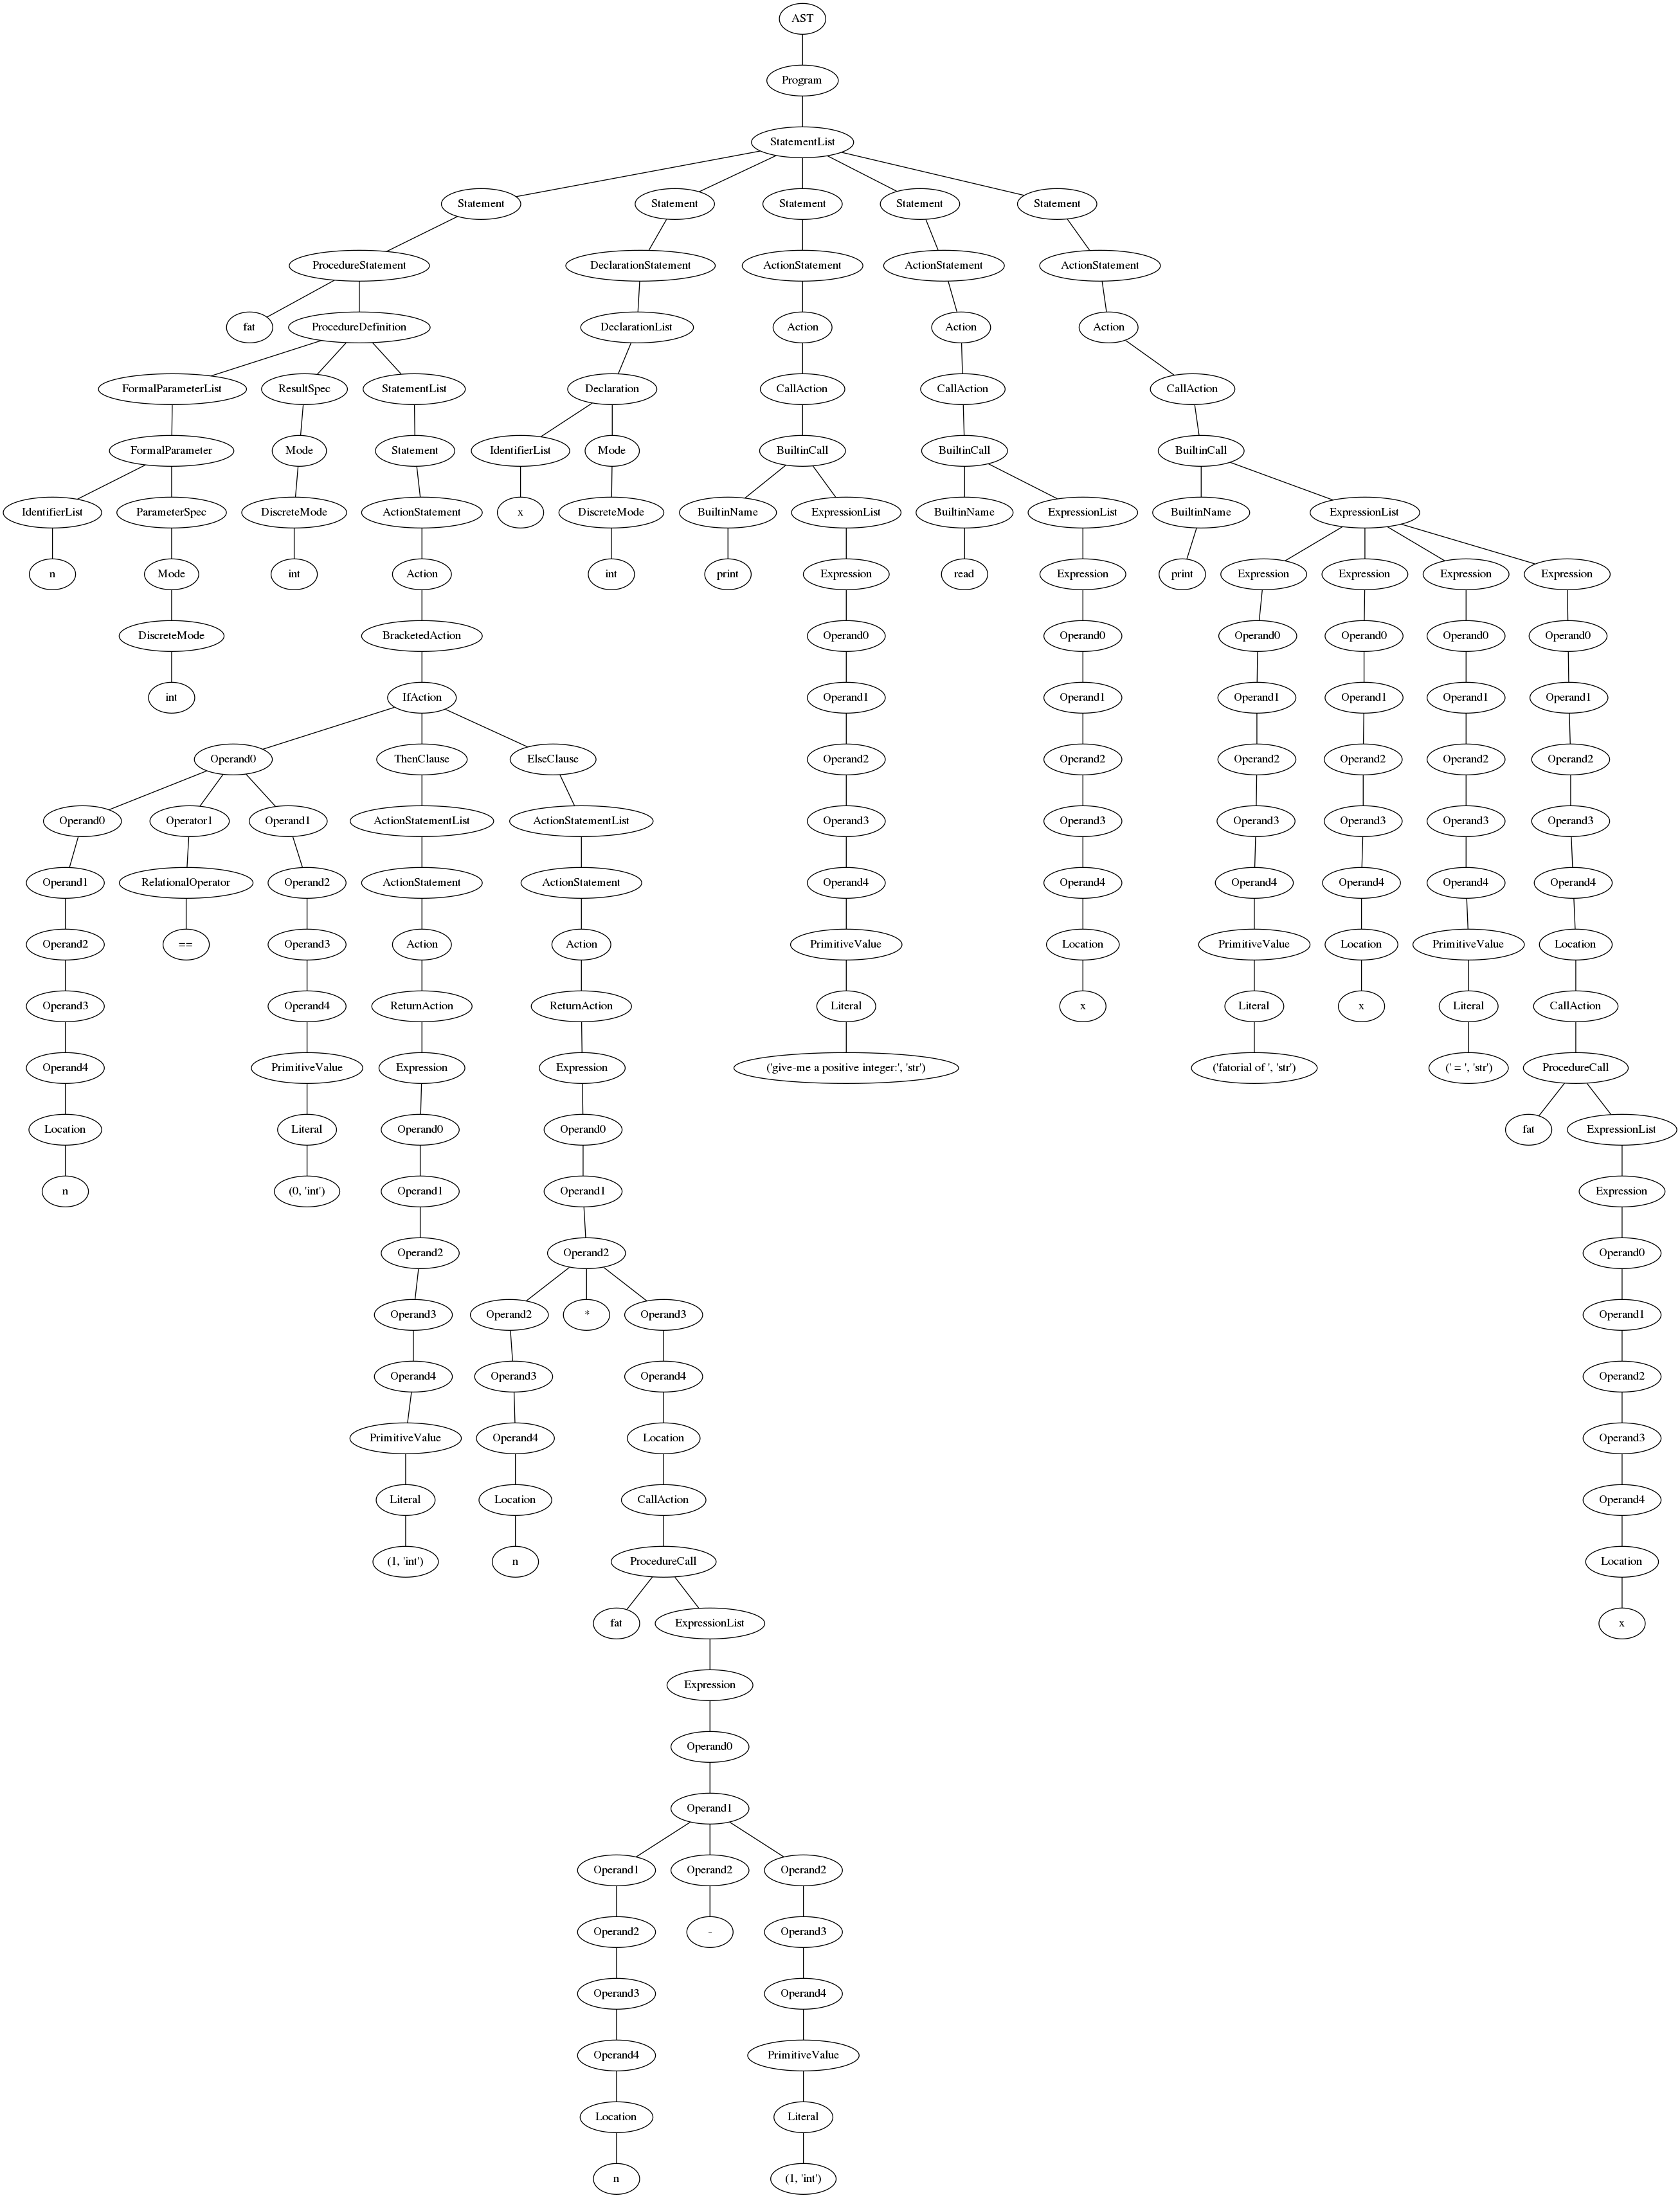 AST
Program
StatementList
Statement Statement Statement Statement Statement
ProcedureStatement DeclarationStatement ActionStatement ActionStatement ActionStatement
fat ProcedureDefinition DeclarationList Action Action Action
FormalParameterList ResultSpec StatementList Declaration CallAction CallAction CallAction
FormalParameter Mode Statement IdentifierList Mode BuiltinCall BuiltinCall BuiltinCall
IdentifierList ParameterSpec DiscreteMode ActionStatement x DiscreteMode BuiltinName ExpressionList BuiltinName ExpressionList BuiltinName ExpressionList
n Mode int Action int print Expression read Expression print Expression Expression Expression Expression
DiscreteMode BracketedAction Operand0 Operand0 Operand0 Operand0 Operand0 Operand0
int IfAction Operand1 Operand1 Operand1 Operand1 Operand1 Operand1
Operand0 ThenClause ElseClause Operand2 Operand2 Operand2 Operand2 Operand2 Operand2
Operand0 Operator1 Operand1 ActionStatementList ActionStatementList Operand3 Operand3 Operand3 Operand3 Operand3 Operand3
Operand1 RelationalOperator Operand2 ActionStatement ActionStatement Operand4 Operand4 Operand4 Operand4 Operand4 Operand4
Operand2 == Operand3 Action Action PrimitiveValue Location PrimitiveValue Location PrimitiveValue Location
Operand3 Operand4 ReturnAction ReturnAction Literal x Literal x Literal CallAction
Operand4 PrimitiveValue Expression Expression ('give-me a positive integer:', 'str') ('fatorial of ', 'str') (' = ', 'str') ProcedureCall
Location Literal Operand0 Operand0 fat ExpressionList
n (0, 'int') Operand1 Operand1 Expression
Operand2 Operand2 Operand0
Operand3 Operand2 * Operand3 Operand1
Operand4 Operand3 Operand4 Operand2
PrimitiveValue Operand4 Location Operand3
Literal Location CallAction Operand4
(1, 'int') n ProcedureCall Location
fat ExpressionList x
Expression
Operand0
Operand1
Operand1 Operand2 Operand2
Operand2 - Operand3
Operand3 Operand4
Operand4 PrimitiveValue
Location Literal
n (1, 'int')